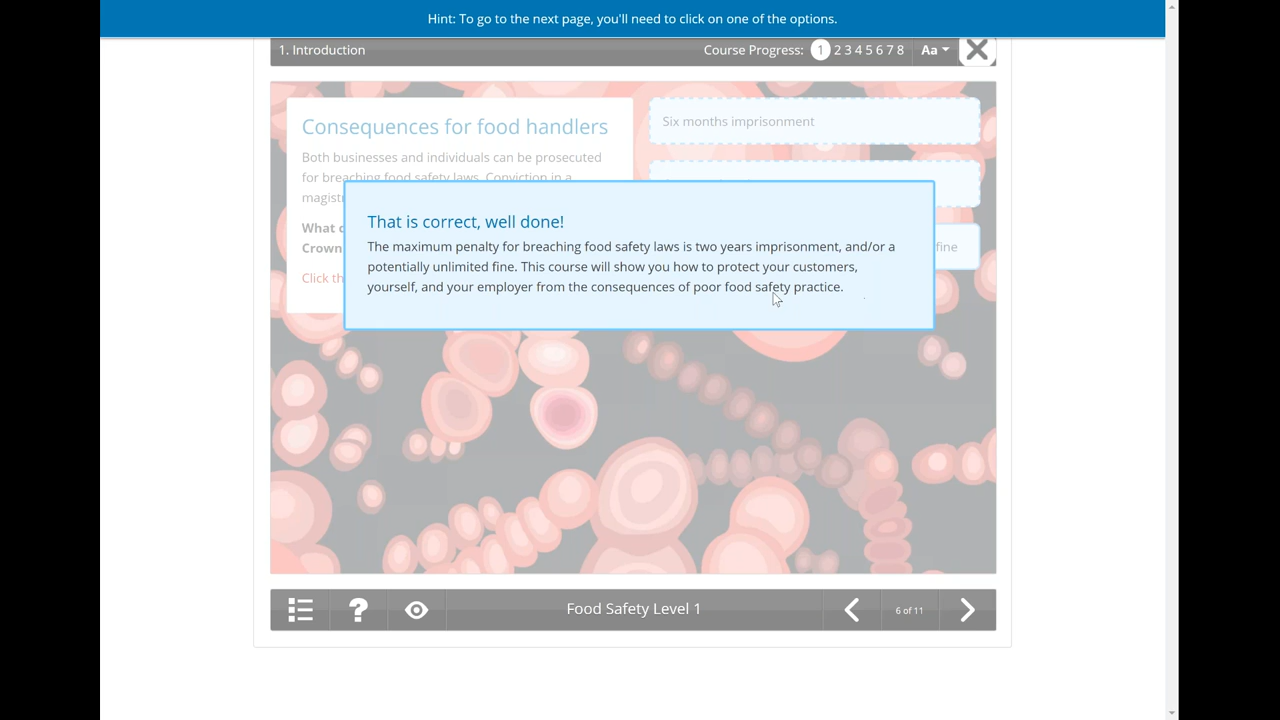 Hint: To go to the next page, you'll need to click on one of the options.
1. Introduction
Course Progress: 1 2 3 4 5 6 7 8 Aa
Consequences for food handlers
Six months imprisonment
Both businesses and individuals can be prosecuted
for breaching food safety laws. Conviction in a
That is correct, well done!
The maximum penalty for breaching food safety laws is two years imprisonment, and/or a
potentially unlimited fine. This course will show you how to protect your customers,
yourself, and your employer from the consequences of poor food safety practice.
Crown
fine
Click th
Food Safety Level 1
6 of 11